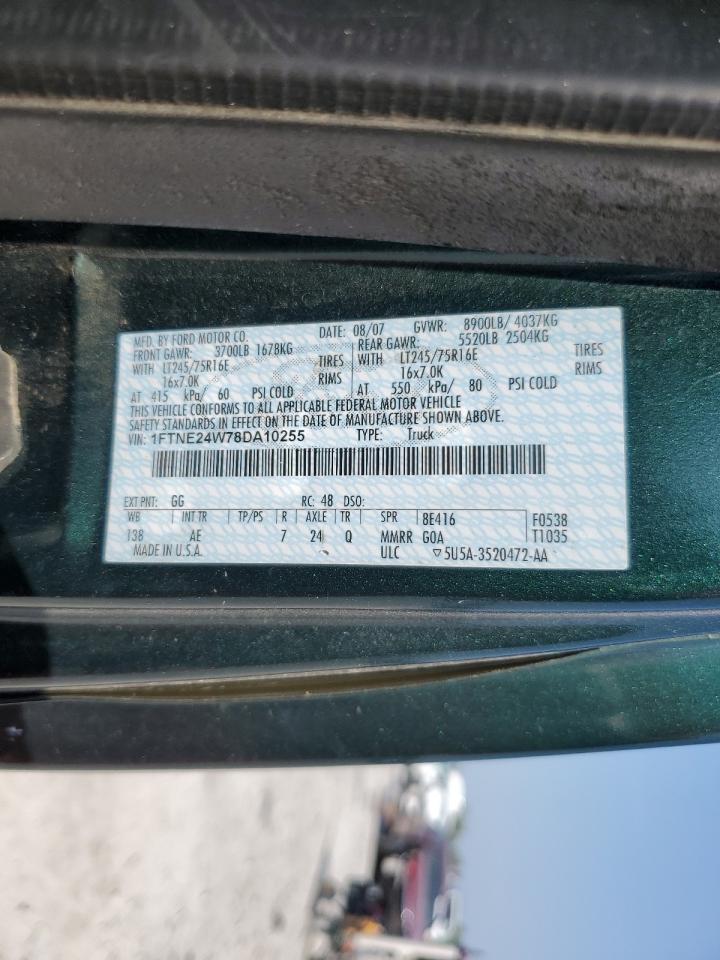 MFD. BY FORD MOTOR CO. DATE: 08/07 GVWR: 8900LB/ 4037KG
FRONT GAWR: 3700LB 1678KG REAR GAWR: 5520LB 2504KG
WITH LT245/75R16E TIRES WITH LT245/75R16E TIRES
16x7.0K RIMS 16x7.0K RIMS
AT 415 kPa/ 60 PSI COLD AT 550 kPa/ 80 PSI COLD
THIS VEHICLE CONFORMS TO ALL APPLICABLE FEDERAL MOTOR VEHICLE
SAFETY STANDARDS IN EFFECT ON THE DATE OF MANUFACTURE SHOWN ABOVE.
VIN: 1FTNE24W78DA10255 TYPE: Truck
EXT PNT: GG RC: 48 DSO:
WB INT TR TP/PS R AXLE TR SPR 8E416 F0538
138 AE 7 24 Q MMRR GOA T1035
MADE IN U.S.A. ULC ▽5U5A-3520472-AA